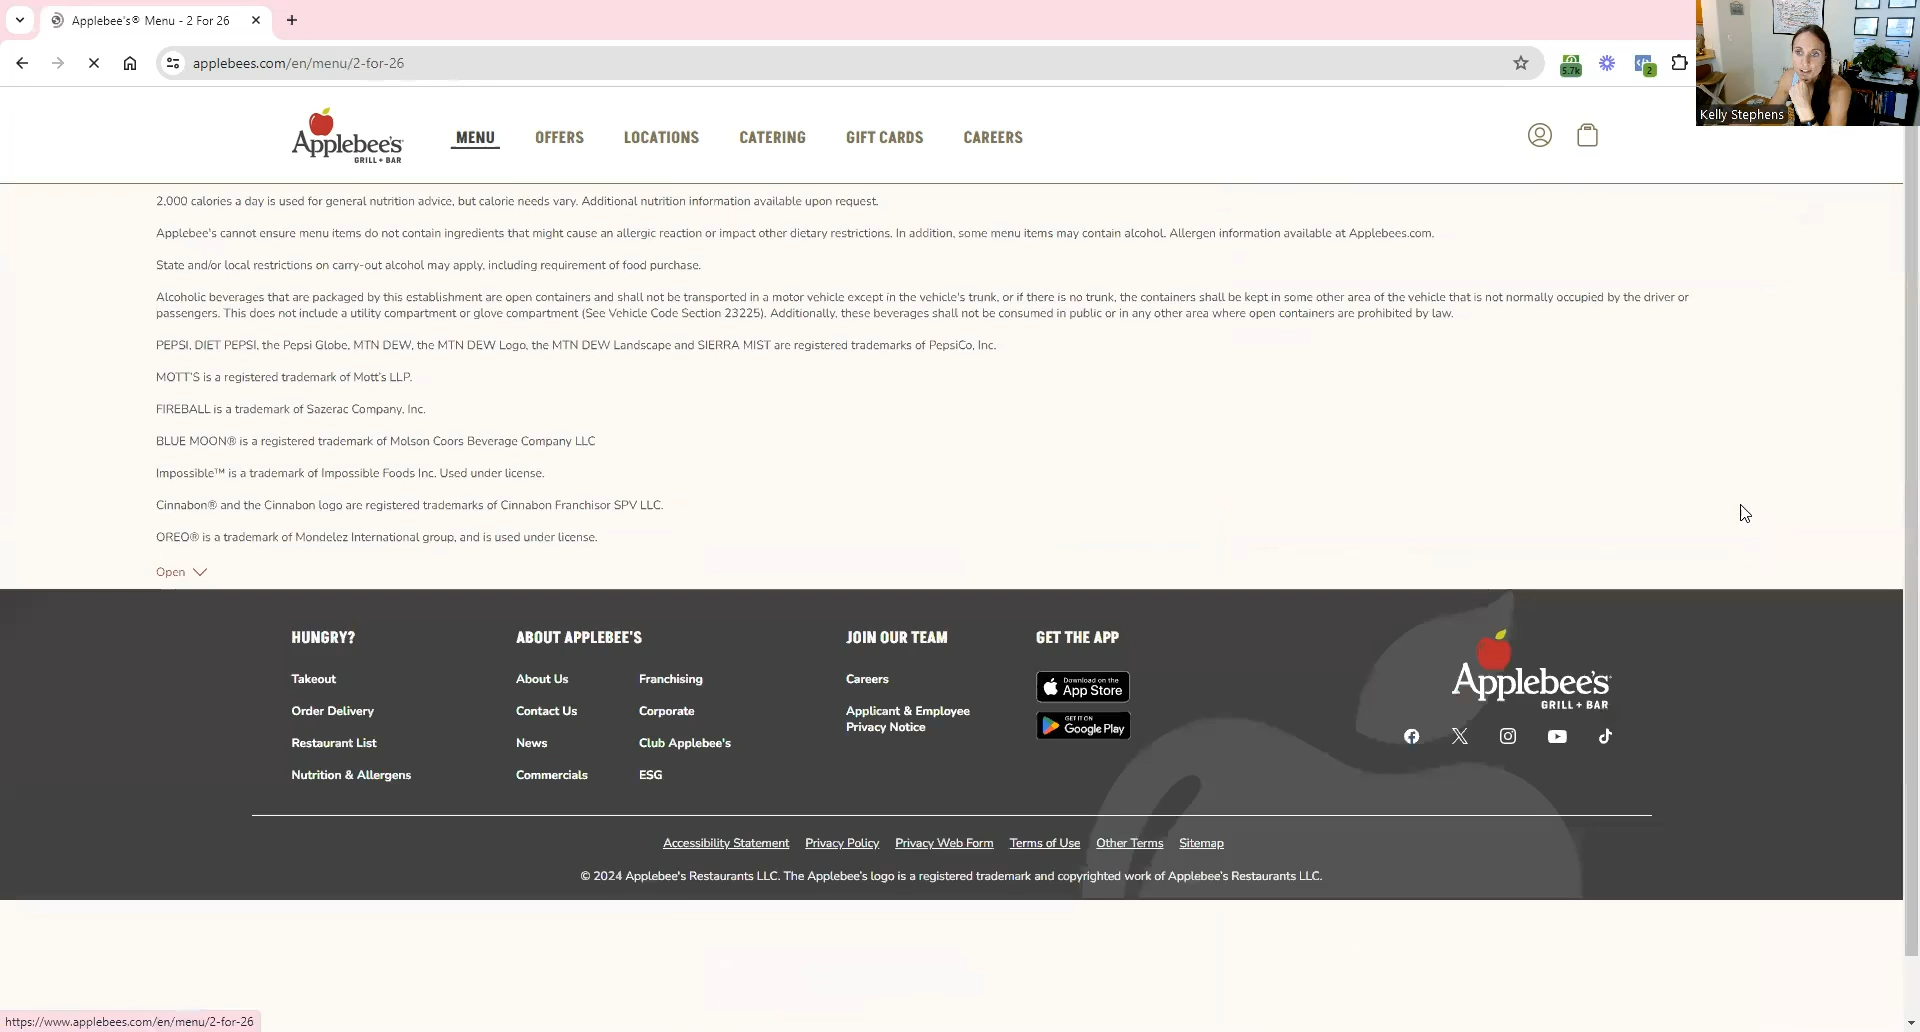 Applebee's® Menu - 2 For 26
applebees.com/en/menu/2-for-26
5.7k
2
Kelly Stephens
Applebee's
GRILL + BAR
MENU
OFFERS
LOCATIONS
CATERING
GIFT CARDS
CAREERS
2,000 calories a day is used for general nutrition advice, but calorie needs vary. Additional nutrition information available upon request.
Applebee's cannot ensure menu items do not contain ingredients that might cause an allergic reaction or impact other dietary restrictions. In addition, some menu items may contain alcohol. Allergen information available at Applebees.com.
State and/or local restrictions on carry-out alcohol may apply, including requirement of food purchase.
Alcoholic beverages that are packaged by this establishment are open containers and shall not be transported in a motor vehicle except in the vehicle's trunk, or if there is no trunk, the containers shall be kept in some other area of the vehicle that is not normally occupied by the driver or
passengers. This does not include a utility compartment or glove compartment (See Vehicle Code Section 23225). Additionally, these beverages shall not be consumed in public or in any other area where open containers are prohibited by law.
PEPSI, DIET PEPSI, the Pepsi Globe, MTN DEW, the MTN DEW Logo, the MTN DEW Landscape and SIERRA MIST are registered trademarks of PepsiCo, Inc.
MOTT'S is a registered trademark of Mott's LLP.
FIREBALL is a trademark of Sazerac Company, Inc.
BLUE MOON® is a registered trademark of Molson Coors Beverage Company LLC
Impossible™ is a trademark of Impossible Foods Inc. Used under license.
Cinnabon® and the Cinnabon logo are registered trademarks of Cinnabon Franchisor SPV LLC.
OREO® is a trademark of Mondelez International group, and is used under license.
Open
HUNGRY?
Takeout
Order Delivery
Restaurant List
Nutrition & Allergens
ABOUT APPLEBEE'S
About Us
Contact Us
News
Commercials
Franchising
Corporate
Club Applebee's
ESG
JOIN OUR TEAM
Careers
Applicant & Employee
Privacy Notice
GET THE APP
Download on the
App Store
GET IT ON
Google Play
Applebee's
GRILL + BAR
Accessibility Statement
Privacy Policy
Privacy Web Form
Terms of Use
Other Terms
Sitemap
© 2024 Applebee's Restaurants LLC. The Applebee's logo is a registered trademark and copyrighted work of Applebee's Restaurants LLC.
https://www.applebees.com/en/menu/2-for-26